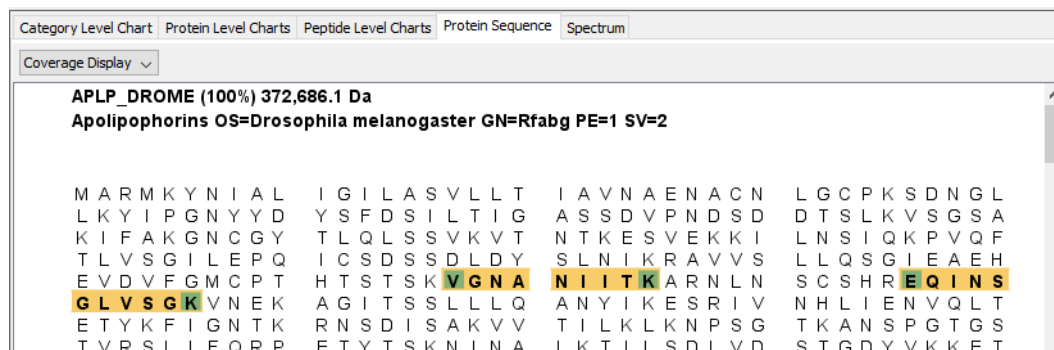 Category Level Chart Protein Level Charts Peptide Level Charts Protein Sequence Spectrum
Coverage Display
APLP_DROME (100%) 372,686.1 Da
Apolipophorins OS=Drosophila melanogaster GN=Rfabg PE=1 SV=2
M A R M K Y N I A L I G I L A S V L L T I A V N A E N A C N L G C P K S D N G L
L K Y I P G N Y Y D Y S F D S I L T I G A S S D V P N D S D D T S L K V S G S A
K I F A K G N C G Y T L Q L S S V K V T N T K E S V E K K I L N S I Q K P V Q F
T L V S G I L E P Q I C S D S S D L D Y S L N I K R A V V S L L Q S G I E A E H
E V D V F G M C P T H T S T S K V G N A N I I T K A R N L N S C S H R E Q I N S
G L V S G K V N E K A G I T S S L L L Q A N Y I K E S R I V N H L I E N V Q L T
E T Y K F I G N T K R N S D I S A K V V T I L K L K N P S G T K A N S P G T G S
T V R S L I F Q R P E T Y T S K N I N A L K T I L S D L V D S T G D Y V K K E T